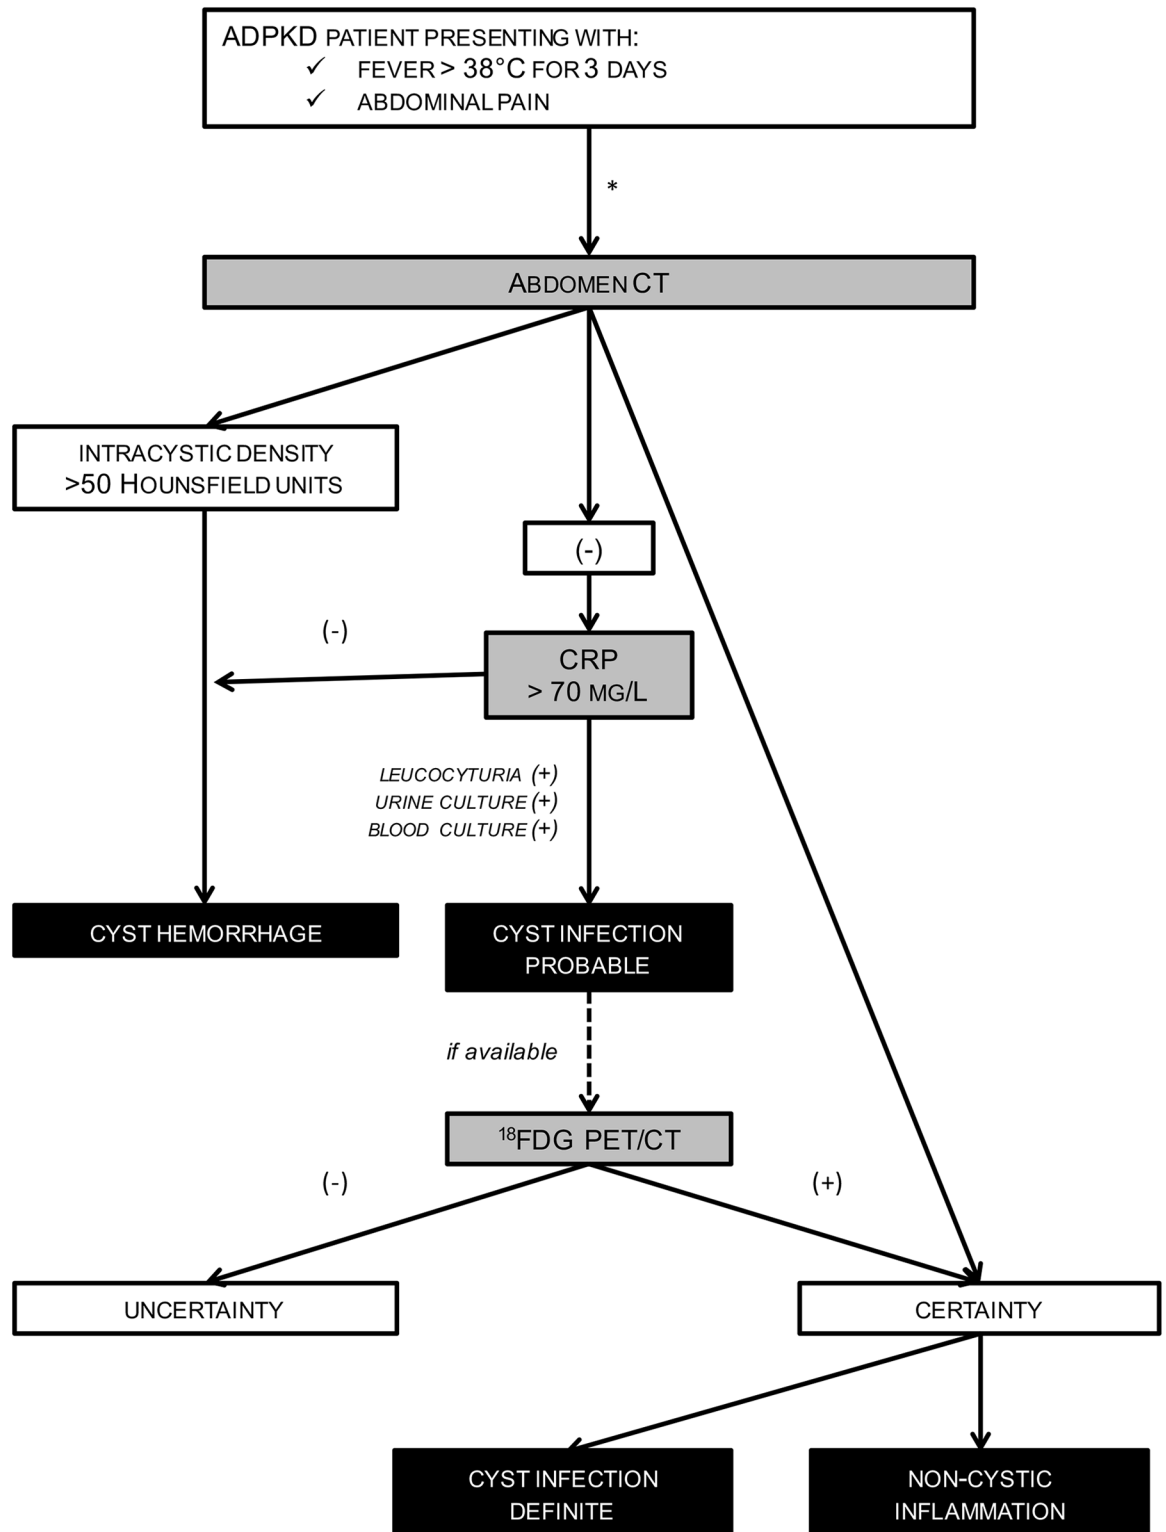 ADPKD PATIENT PRESENTING WITH:
✓ FEVER > 38°C FOR 3 DAYS
✓ ABDOMINAL PAIN
*
ABDOMEN CT
INTRACYSTIC DENSITY
>50 HOUNSFIELD UNITS
(-)
(-)
CRP
> 70 MG/L
LEUCOCYTURIA (+)
URINE CULTURE (+)
BLOOD CULTURE (+)
CYST HEMORRHAGE
CYST INFECTION
PROBABLE
if available
¹⁸FDG PET/CT
(-)
(+)
UNCERTAINTY
CERTAINTY
CYST INFECTION
DEFINITE
NON-CYSTIC
INFLAMMATION